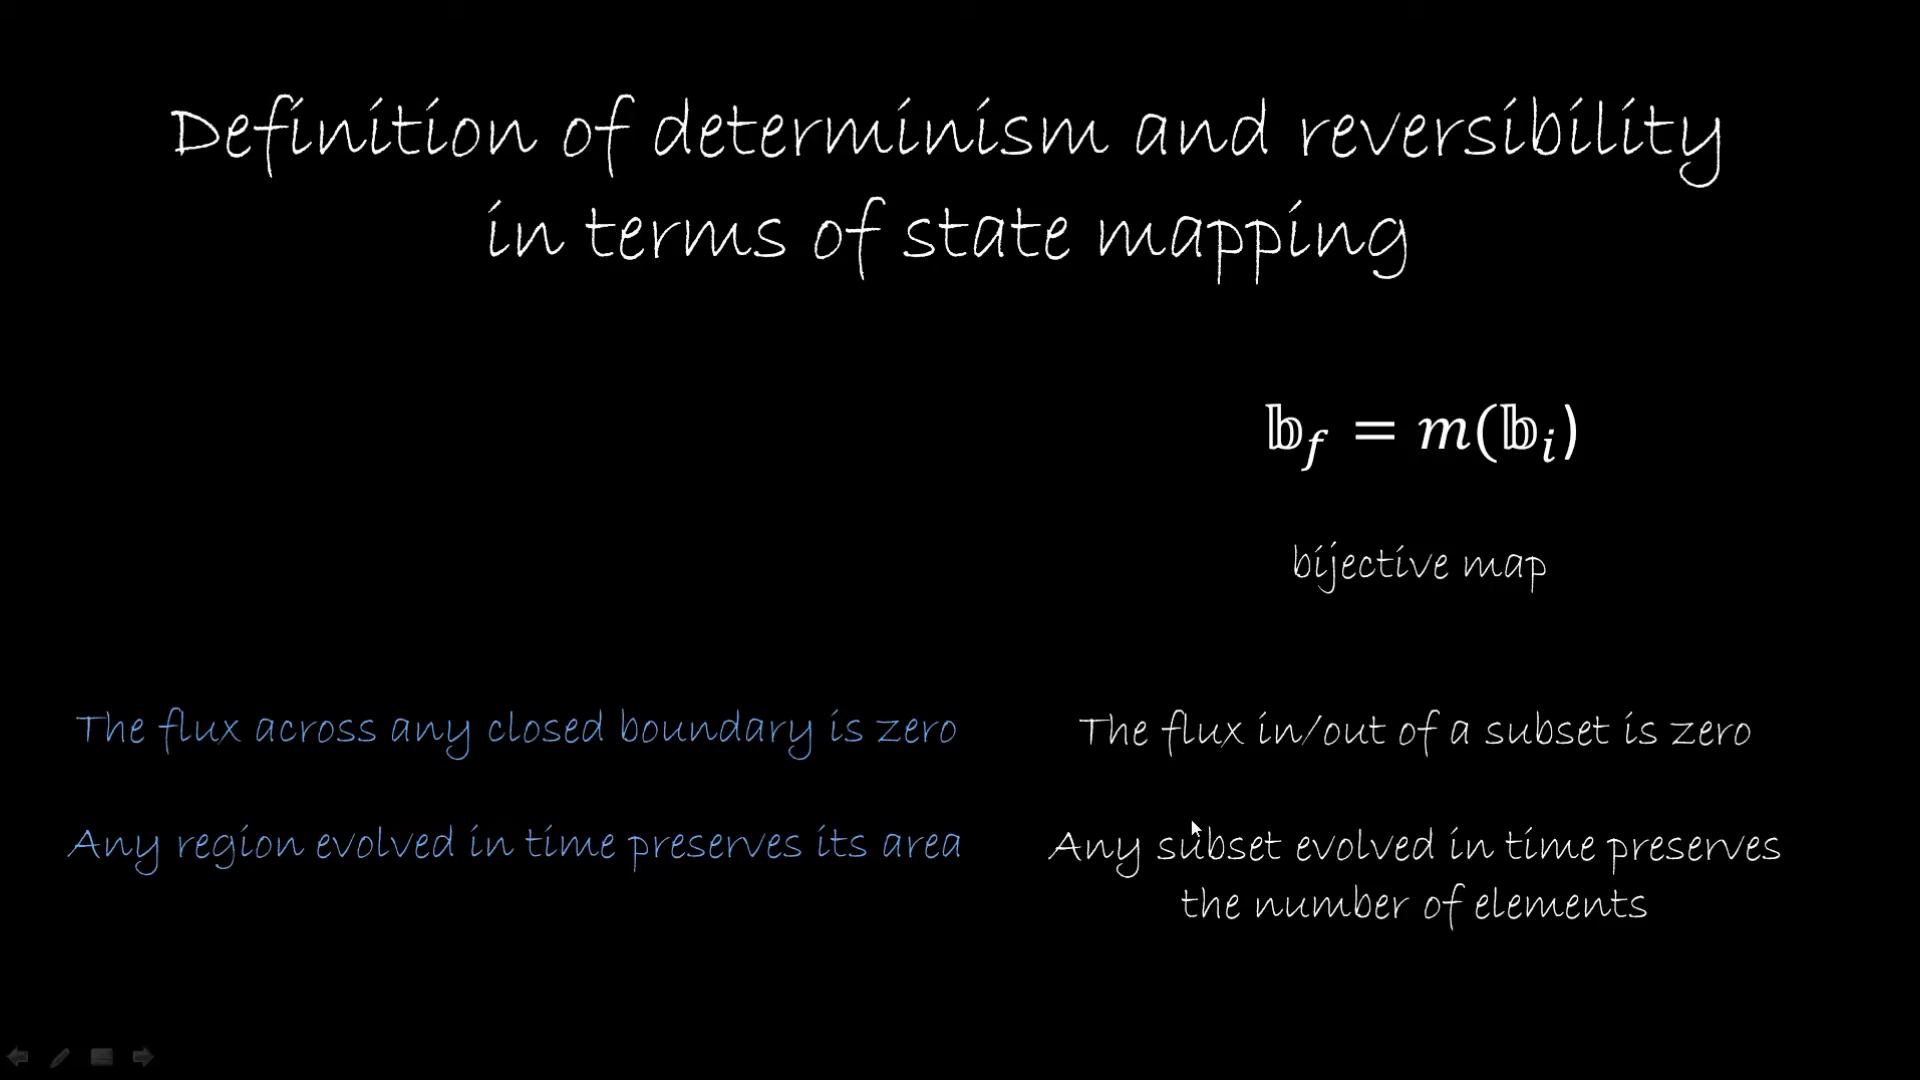 Definition of determinism and reversibility
in terms of state mapping
𝕓_f = m(𝕓_i)
bijective map
The flux across any closed boundary is zero
Any region evolved in time preserves its area
The flux in/out of a subset is zero
Any subset evolved in time preserves
the number of elements